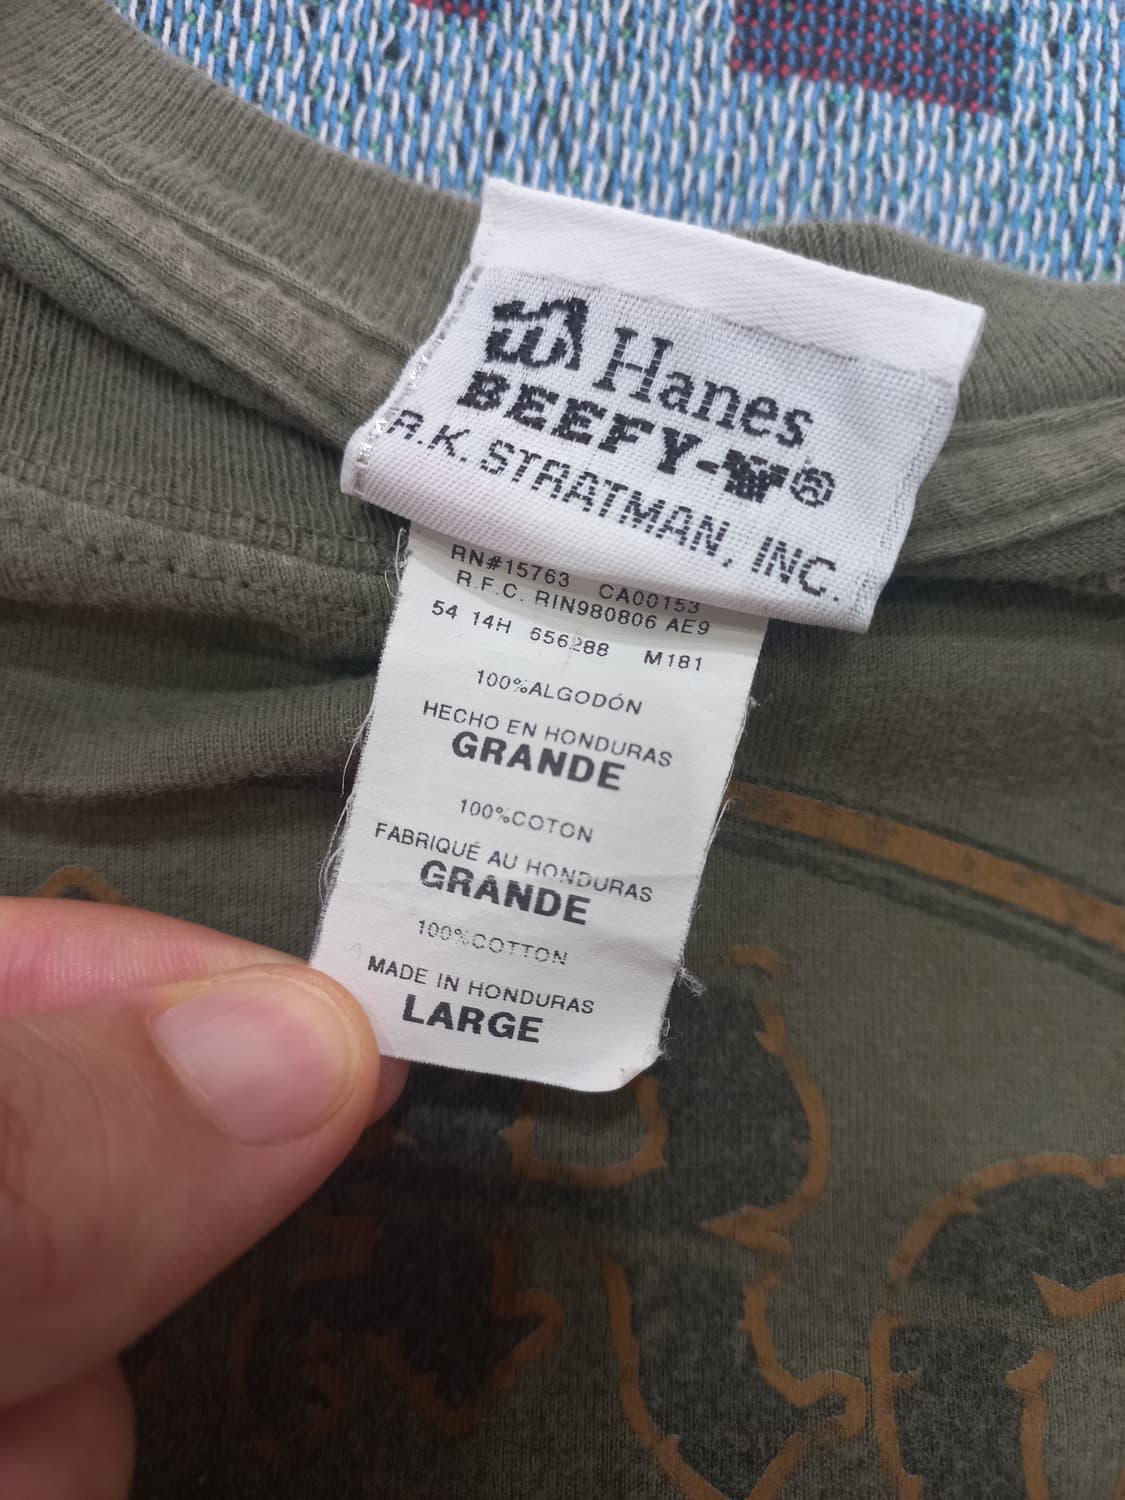 Hanes
BEEFY-T®
R.K. STRATMAN, INC.
RN#15763 CA00153
R.F.C. RIN980806 AE9
54 14H 656288 M181
100%ALGODÓN
HECHO EN HONDURAS
GRANDE
100%COTON
FABRIQUÉ AU HONDURAS
GRANDE
100%COTTON
MADE IN HONDURAS
LARGE